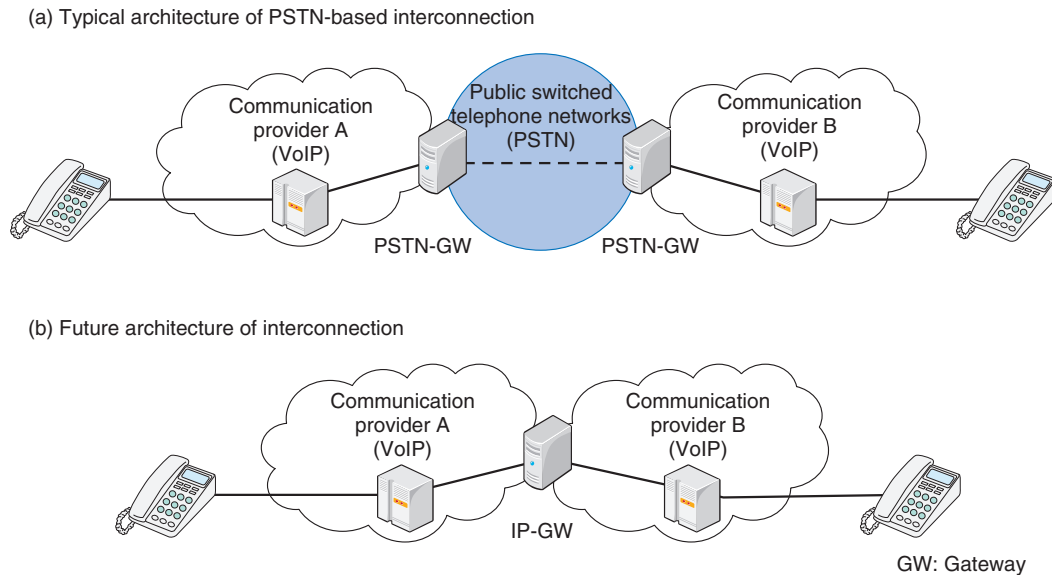 (a) Typical architecture of PSTN-based interconnection
Communication
provider A
(VoIP)
Public switched
telephone networks
(PSTN)
Communication
provider B
(VoIP)
PSTN-GW
PSTN-GW
(b) Future architecture of interconnection
Communication
provider A
(VoIP)
Communication
provider B
(VoIP)
IP-GW
GW: Gateway